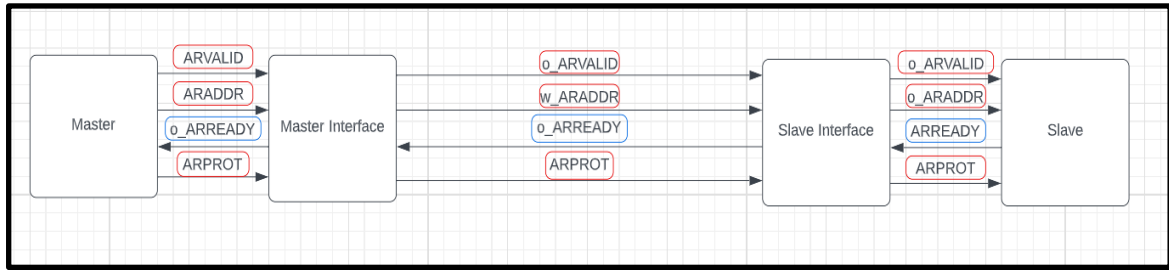 Master
ARVALID
ARADDR
o_ARREADY
ARPROT
Master Interface
o_ARVALID
w_ARADDR
o_ARREADY
ARPROT
Slave Interface
o_ARVALID
o_ARADDR
ARREADY
ARPROT
Slave